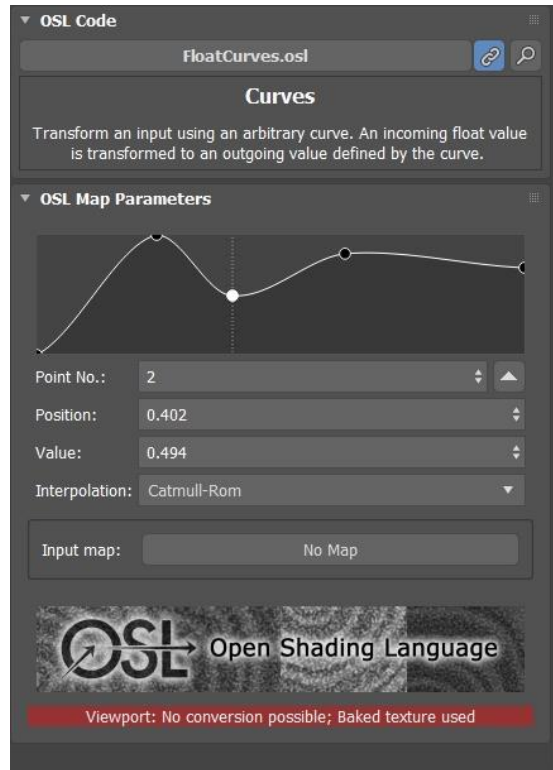 OSL Code
FloatCurves.osl
Curves
Transform an input using an arbitrary curve. An incoming float value
is transformed to an outgoing value defined by the curve.
OSL Map Parameters
Point No.: 2
Position: 0.402
Value: 0.494
Interpolation: Catmull-Rom
Input map: No Map
OSL Open Shading Language
Viewport: No conversion possible; Baked texture used